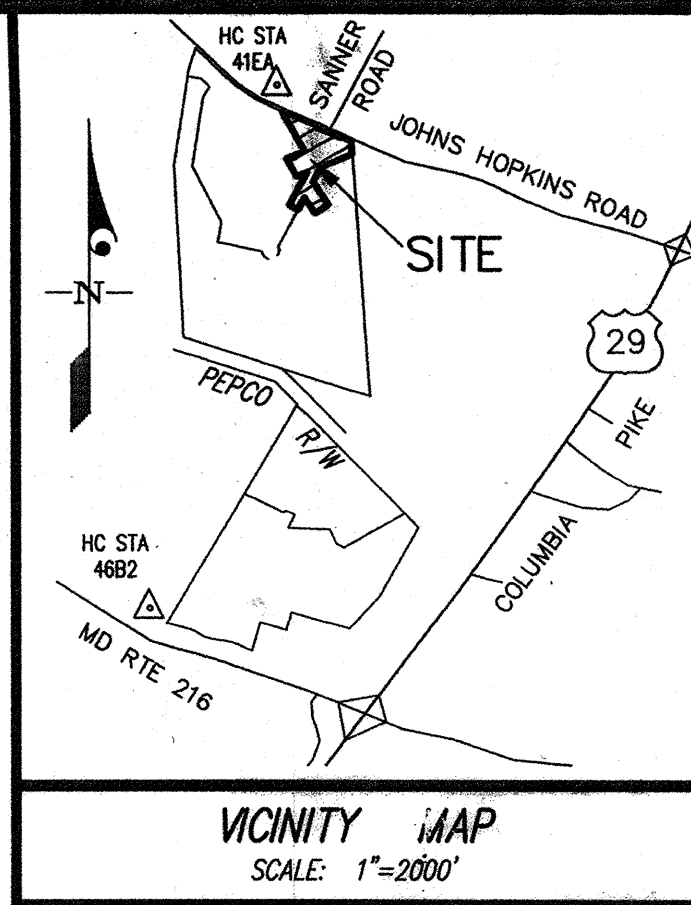 HC STA
41EA
SANNER
ROAD
JOHNS HOPKINS ROAD
SITE
N
29
PEPCO
R/W
PIKE
COLUMBIA
HC STA
46B2
MD RTE 216
VICINITY MAP
SCALE: 1"=2000'